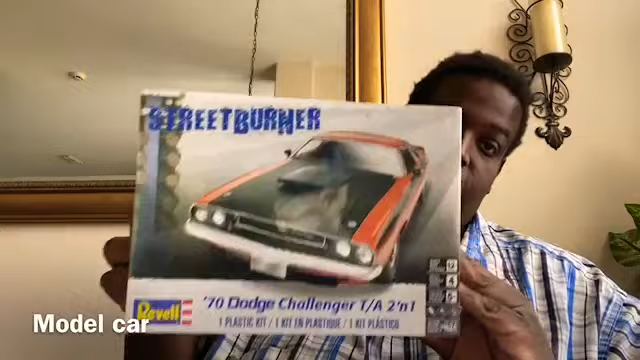 STREETBURNER
'70 Dodge Challenger T/A 2'n1
Revell
1 PLASTIC KIT / 1 KIT EN PLASTIQUE / 1 KIT PLÁSTICO
Model car